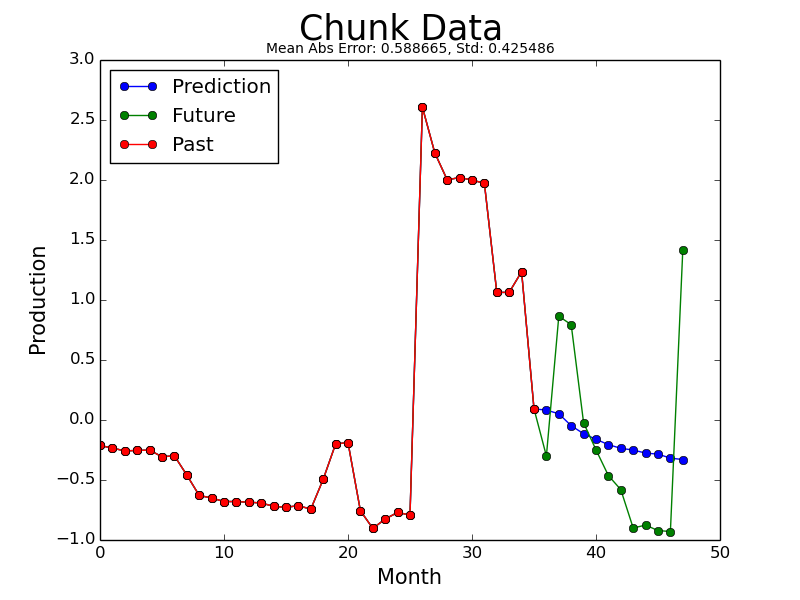 Chunk Data
Mean Abs Error: 0.588665, Std: 0.425486
Prediction
Future
Past
3.0
2.5
2.0
1.5
1.0
0.5
0.0
−0.5
−1.0
Production
0 10 20 30 40 50
Month